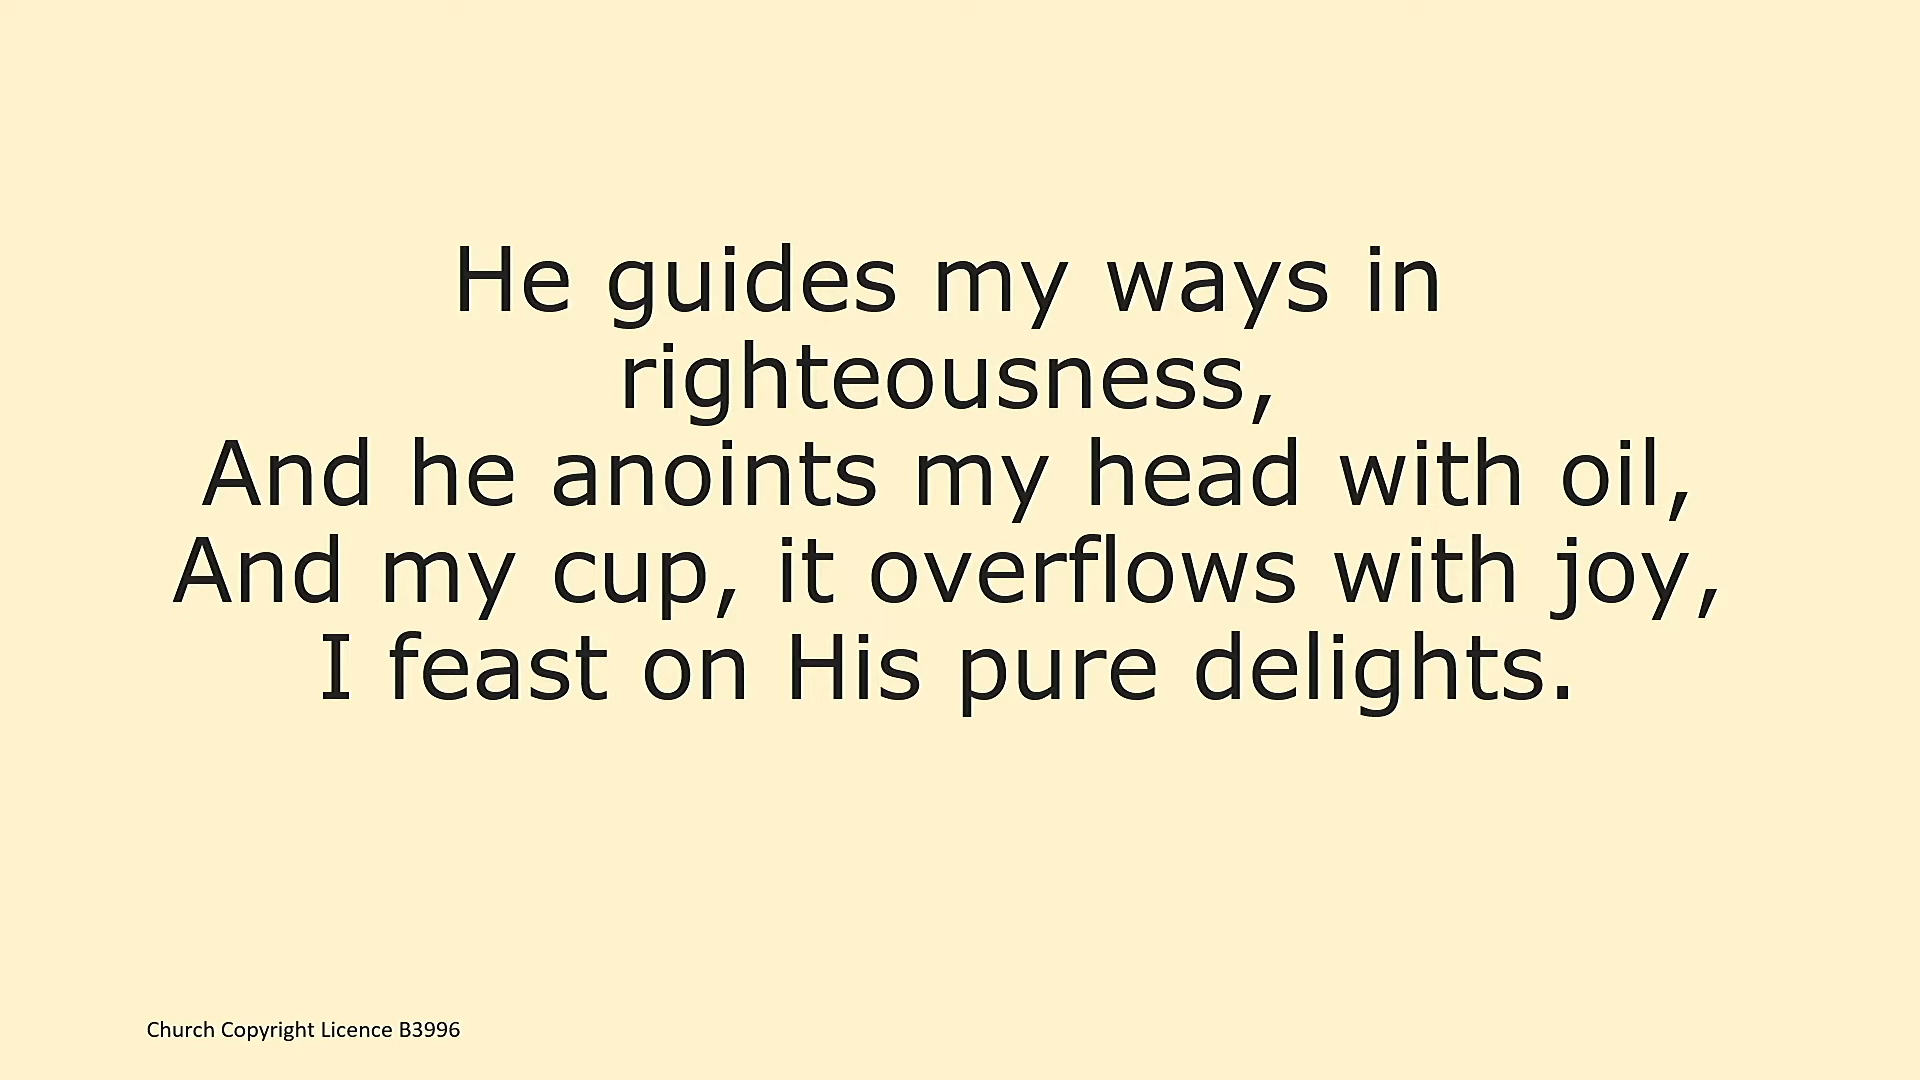 He guides my ways in
righteousness,
And he anoints my head with oil,
And my cup, it overflows with joy,
I feast on His pure delights.
Church Copyright Licence B3996